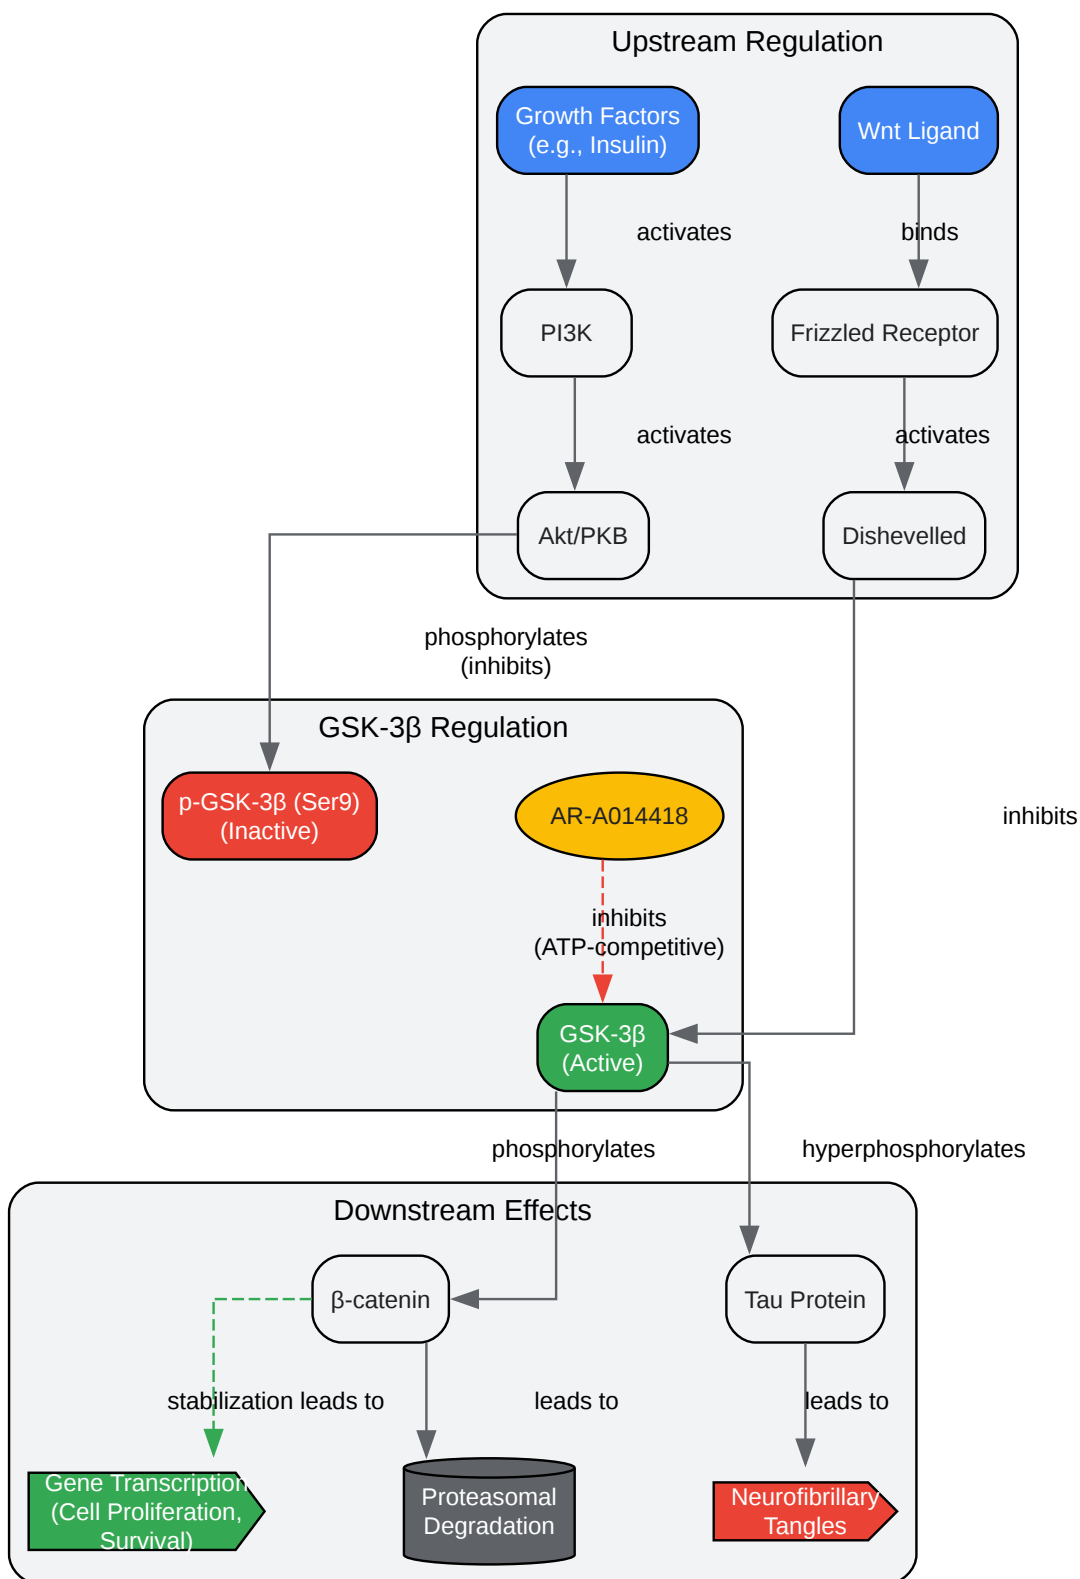 Upstream Regulation
Growth Factors
(e.g., Insulin)
Wnt Ligand
activates
binds
PI3K
Frizzled Receptor
activates
activates
Akt/PKB
Dishevelled
phosphorylates
(inhibits)
GSK-3β Regulation
p-GSK-3β (Ser9)
(Inactive)
AR-A014418
inhibits
inhibits
(ATP-competitive)
GSK-3β
(Active)
phosphorylates
hyperphosphorylates
Downstream Effects
β-catenin
Tau Protein
stabilization leads to
leads to
leads to
Gene Transcription
(Cell Proliferation,
Survival)
Proteasomal
Degradation
Neurofibrillary
Tangles